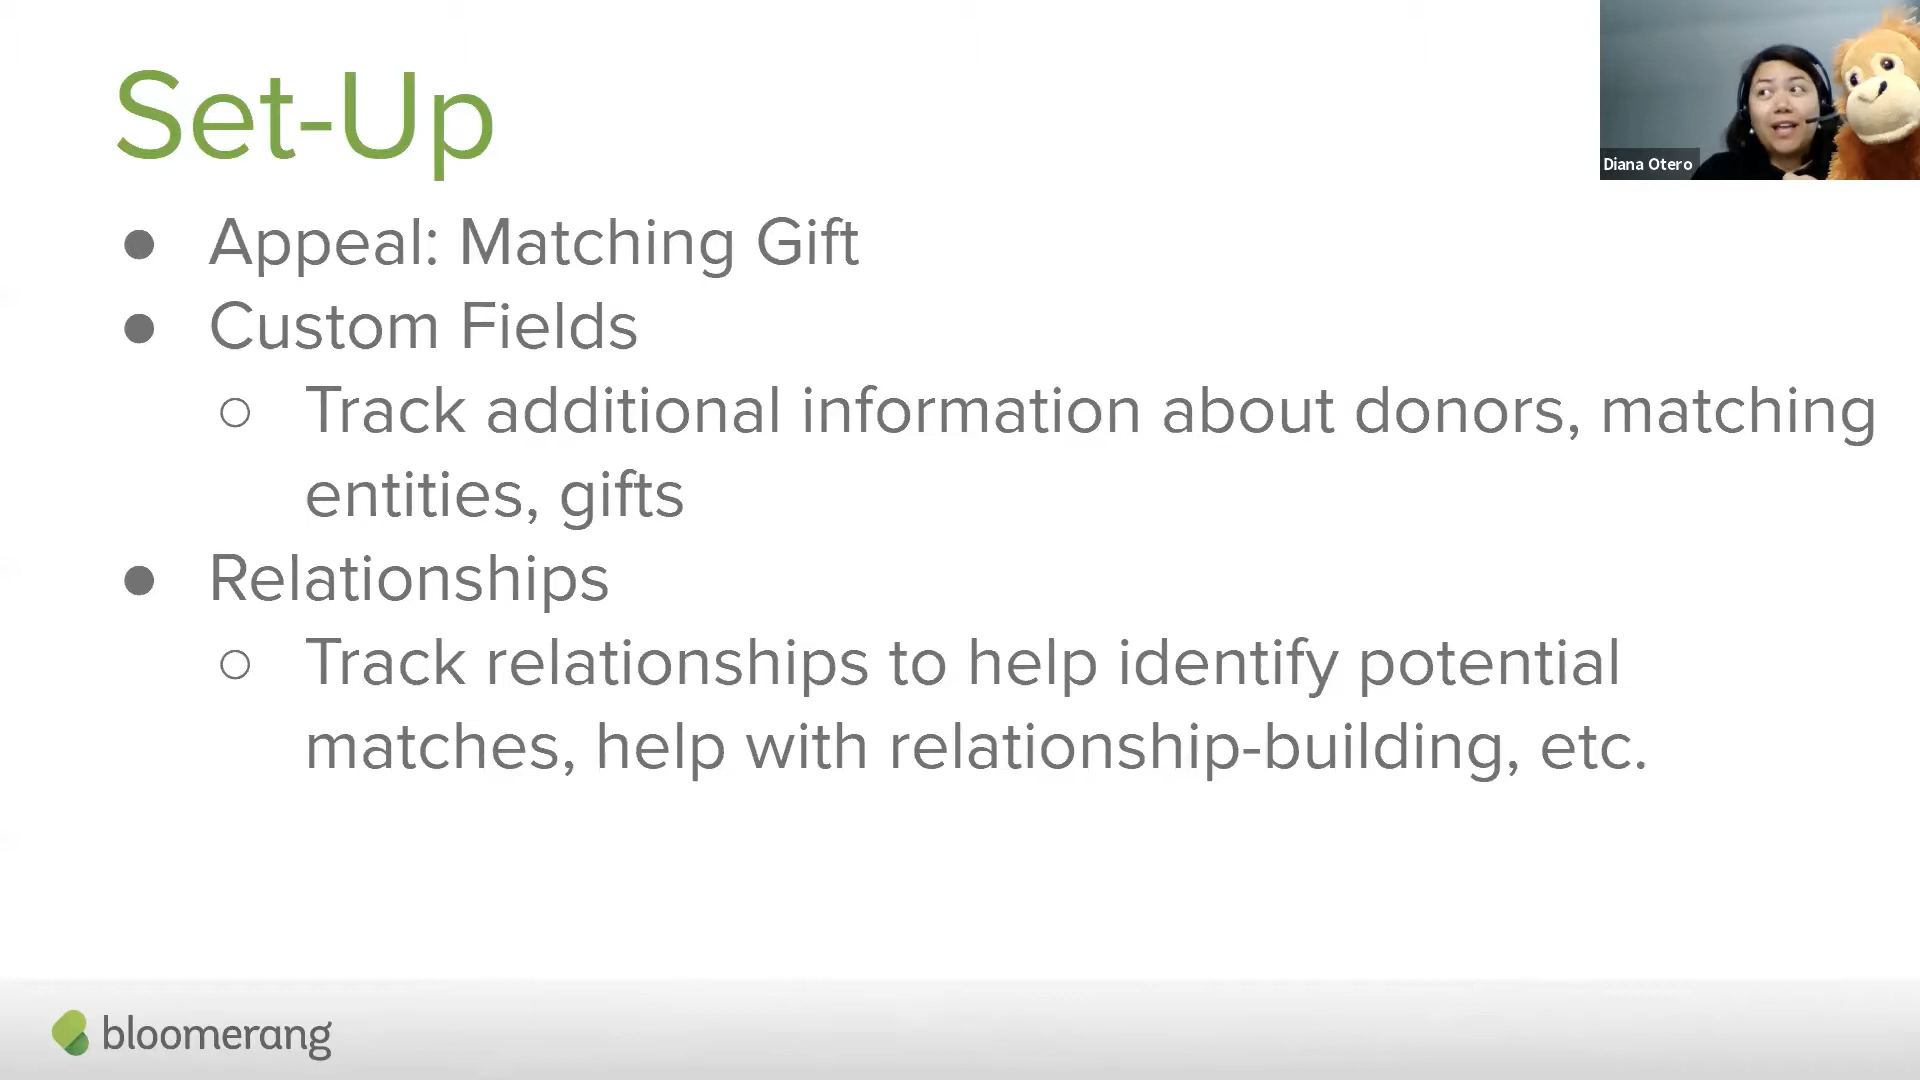 Set-Up
Diana Otero
● Appeal: Matching Gift
● Custom Fields
○ Track additional information about donors, matching
entities, gifts
● Relationships
○ Track relationships to help identify potential
matches, help with relationship-building, etc.
bloomerang